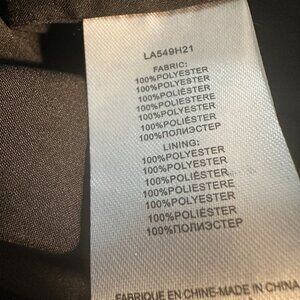 LA549H21
FABRIC:
100%POLYESTER
100%POLYESTER
100%POLIÉSTER
100%POLIESTERE
100%POLYESTER
100%POLIÉSTER
100%ПОЛИЭСТЕР
LINING:
100%POLYESTER
100%POLYESTER
100%POLIÉSTER
100%POLIESTERE
100%POLYESTER
100%POLIÉSTER
100%ПОЛИЭСТЕР
FABRIQUE EN CHINE-MADE IN CHINA